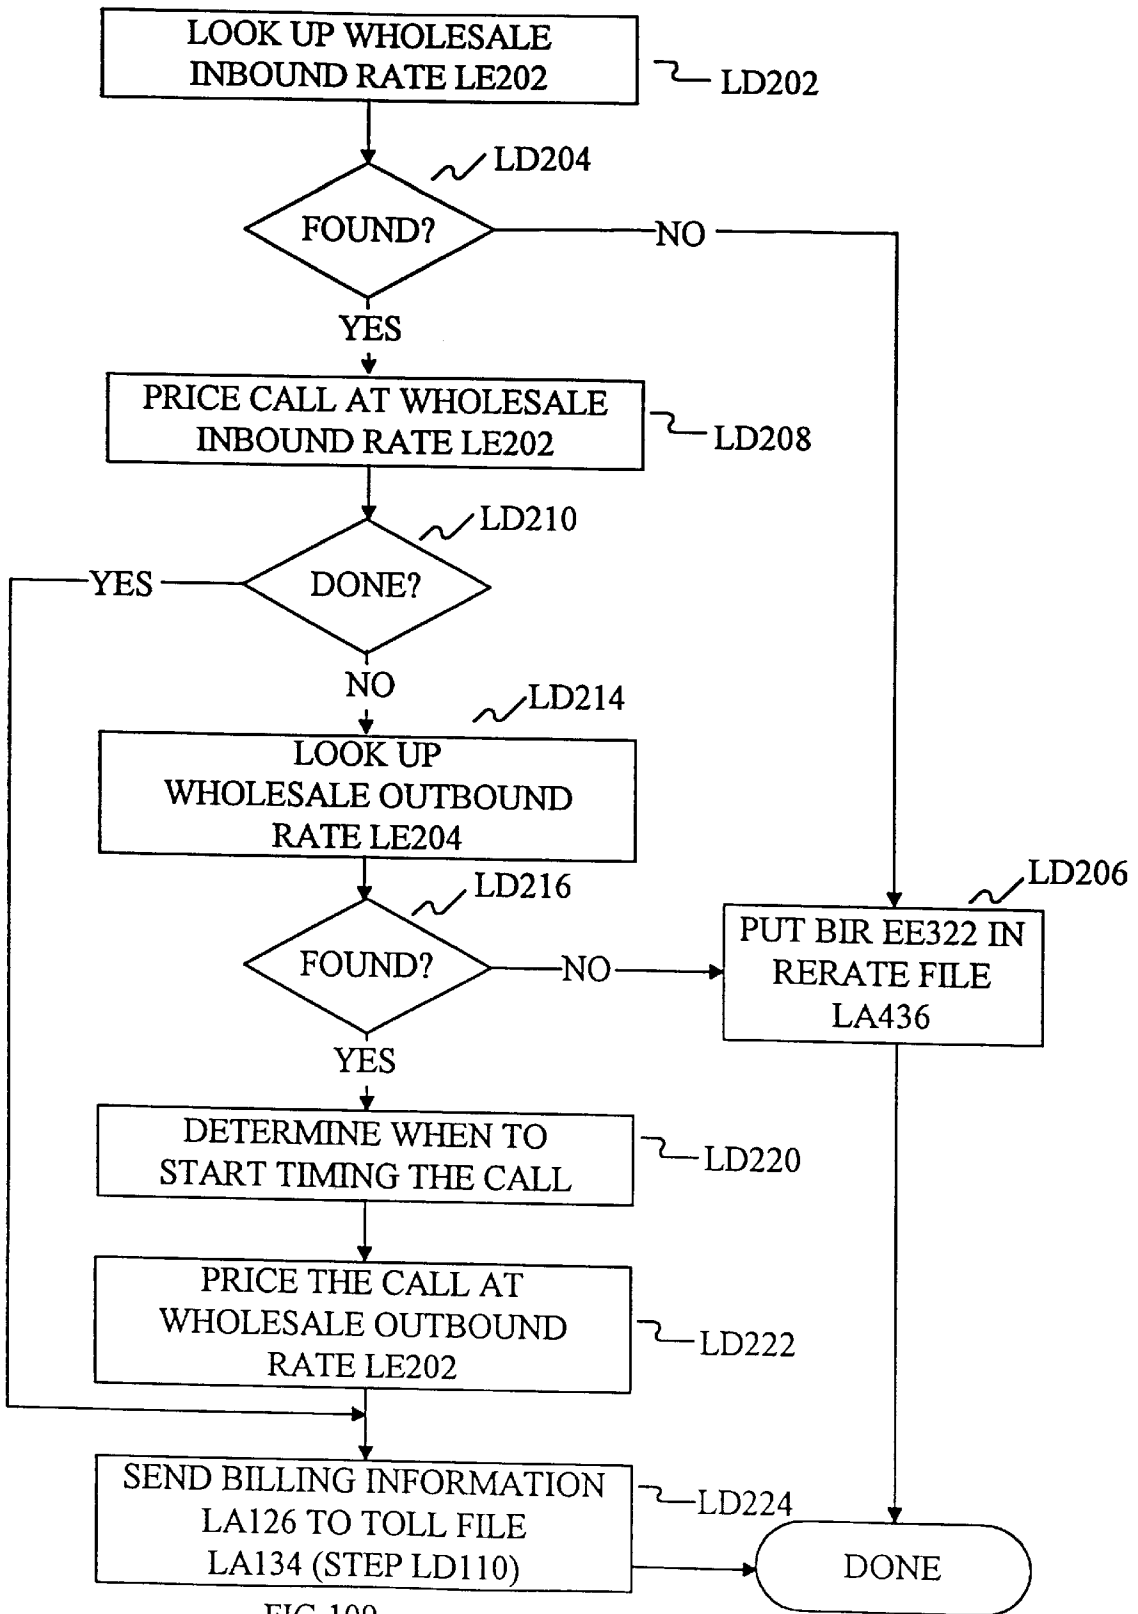 LOOK UP WHOLESALE
INBOUND RATE LE202
LD202
LD204
FOUND?
NO
YES
PRICE CALL AT WHOLESALE
INBOUND RATE LE202
LD208
LD210
YES
DONE?
NO
LD214
LOOK UP
WHOLESALE OUTBOUND
RATE LE204
LD216
FOUND?
NO
LD206
PUT BIR EE322 IN
RERATE FILE
LA436
YES
DETERMINE WHEN TO
START TIMING THE CALL
LD220
PRICE THE CALL AT
WHOLESALE OUTBOUND
RATE LE202
LD222
SEND BILLING INFORMATION
LA126 TO TOLL FILE
LA134 (STEP LD110)
LD224
DONE
FIG 109